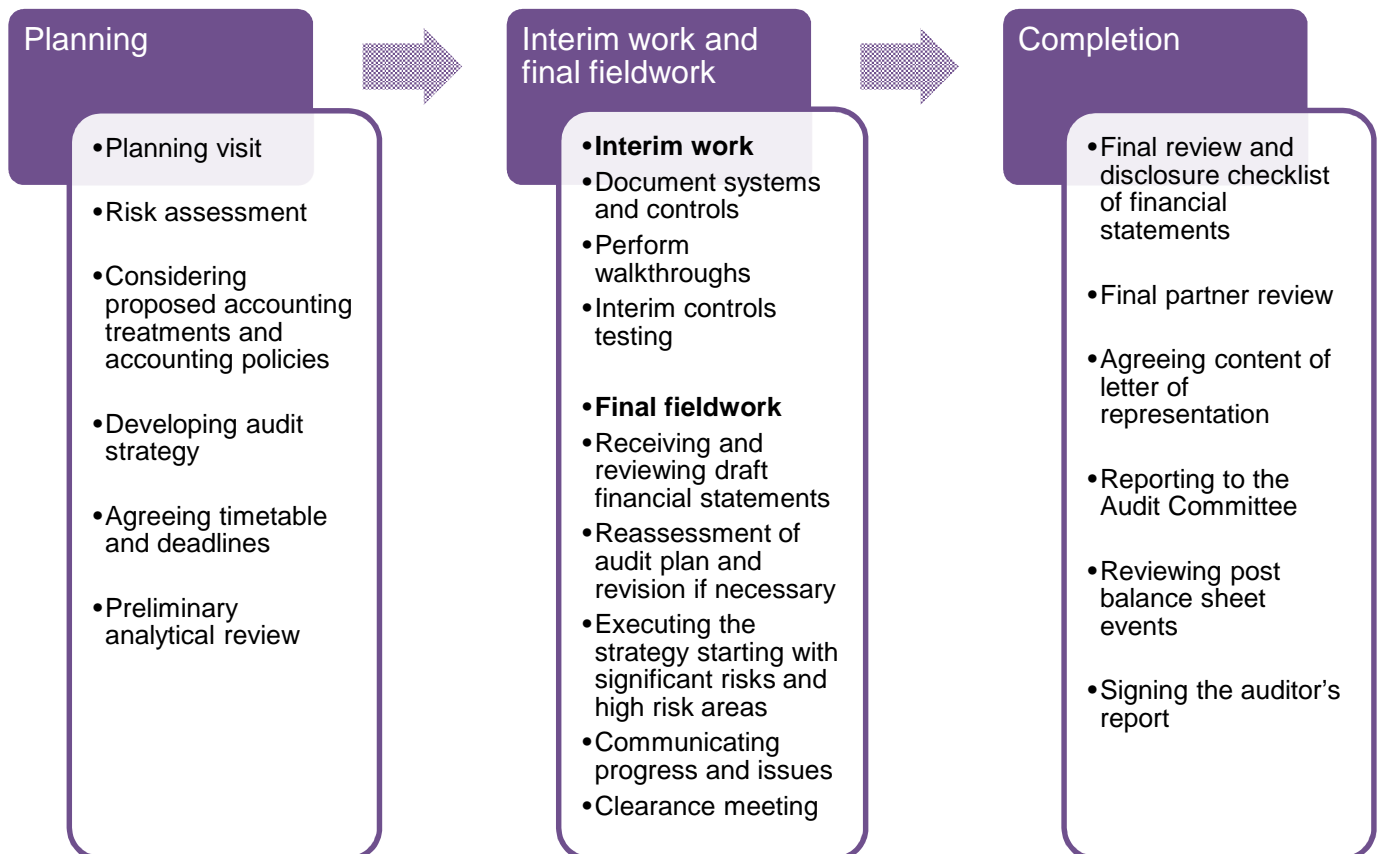 Planning
•Planning visit
•Risk assessment
•Considering
proposed accounting
treatments and
accounting policies
•Developing audit
strategy
•Agreeing timetable
and deadlines
•Preliminary
analytical review
Interim work and
final fieldwork
•Interim work
•Document systems
and controls
•Perform
walkthroughs
•Interim controls
testing
•Final fieldwork
•Receiving and
reviewing draft
financial statements
•Reassessment of
audit plan and
revision if necessary
•Executing the
strategy starting with
significant risks and
high risk areas
•Communicating
progress and issues
•Clearance meeting
Completion
•Final review and
disclosure checklist
of financial
statements
•Final partner review
•Agreeing content of
letter of
representation
•Reporting to the
Audit Committee
•Reviewing post
balance sheet
events
•Signing the auditor's
report